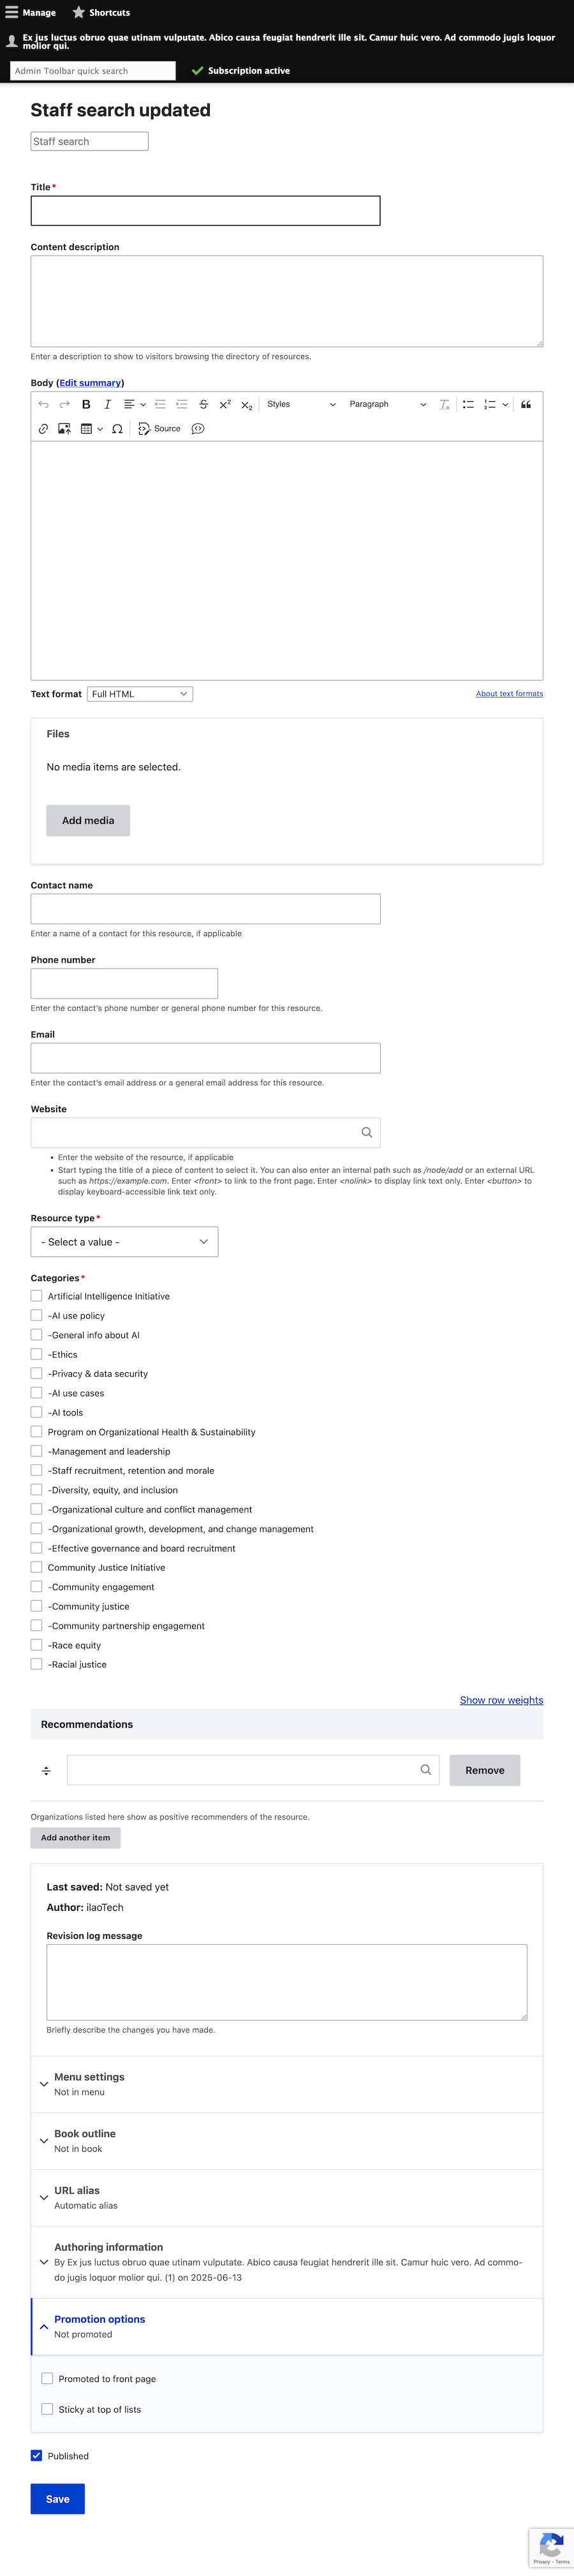 Manage Shortcuts
Ex jus luctus obruo quae utinam vulputate. Abico causa feugiat hendrerit ille sit. Camur huic vero. Ad commodo jugis loquor
molior qui.
Admin Toolbar quick search Subscription active
Staff search updated
Staff search
Title*
Content description
Enter a description to show to visitors browsing the directory of resources.
Body (Edit summary)
Styles Paragraph
Source
Text format Full HTML About text formats
Files
No media items are selected.
Add media
Contact name
Enter a name of a contact for this resource, if applicable
Phone number
Enter the contact's phone number or general phone number for this resource.
Email
Enter the contact's email address or a general email address for this resource.
Website
• Enter the website of the resource, if applicable
• Start typing the title of a piece of content to select it. You can also enter an internal path such as /node/add or an external URL
such as https://example.com. Enter <front> to link to the front page. Enter <nolink> to display link text only. Enter <button> to
display keyboard-accessible link text only.
Resource type*
- Select a value -
Categories*
Artificial Intelligence Initiative
-AI use policy
-General info about AI
-Ethics
-Privacy & data security
-AI use cases
-AI tools
Program on Organizational Health & Sustainability
-Management and leadership
-Staff recruitment, retention and morale
-Diversity, equity, and inclusion
-Organizational culture and conflict management
-Organizational growth, development, and change management
-Effective governance and board recruitment
Community Justice Initiative
-Community engagement
-Community justice
-Community partnership engagement
-Race equity
-Racial justice
Show row weights
Recommendations
Remove
Organizations listed here show as positive recommenders of the resource.
Add another item
Last saved: Not saved yet
Author: ilaoTech
Revision log message
Briefly describe the changes you have made.
Menu settings
Not in menu
Book outline
Not in book
URL alias
Automatic alias
Authoring information
By Ex jus luctus obruo quae utinam vulputate. Abico causa feugiat hendrerit ille sit. Camur huic vero. Ad commo-
do jugis loquor molior qui. (1) on 2025-06-13
Promotion options
Not promoted
Promoted to front page
Sticky at top of lists
Published
Save
Privacy - Terms